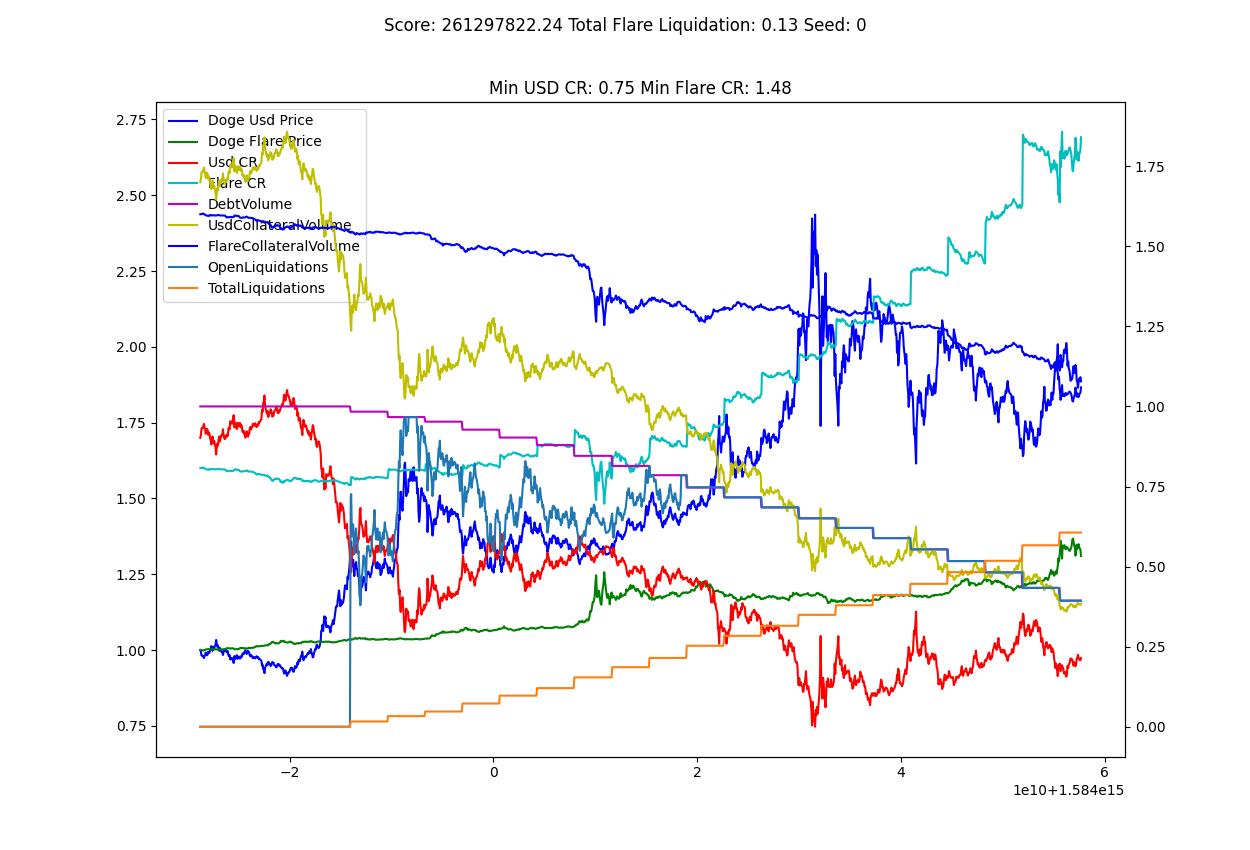 Score: 261297822.24 Total Flare Liquidation: 0.13 Seed: 0
Min USD CR: 0.75 Min Flare CR: 1.48
Doge Usd Price
Doge Flare Price
Usd CR
Flare CR
DebtVolume
UsdCollateralVolume
FlareCollateralVolume
OpenLiquidations
TotalLiquidations
2.75
2.50
2.25
2.00
1.75
1.50
1.25
1.00
0.75
1.75
1.50
1.25
1.00
0.75
0.50
0.25
0.00
−2 0 2 4 6
1e10+1.584e15